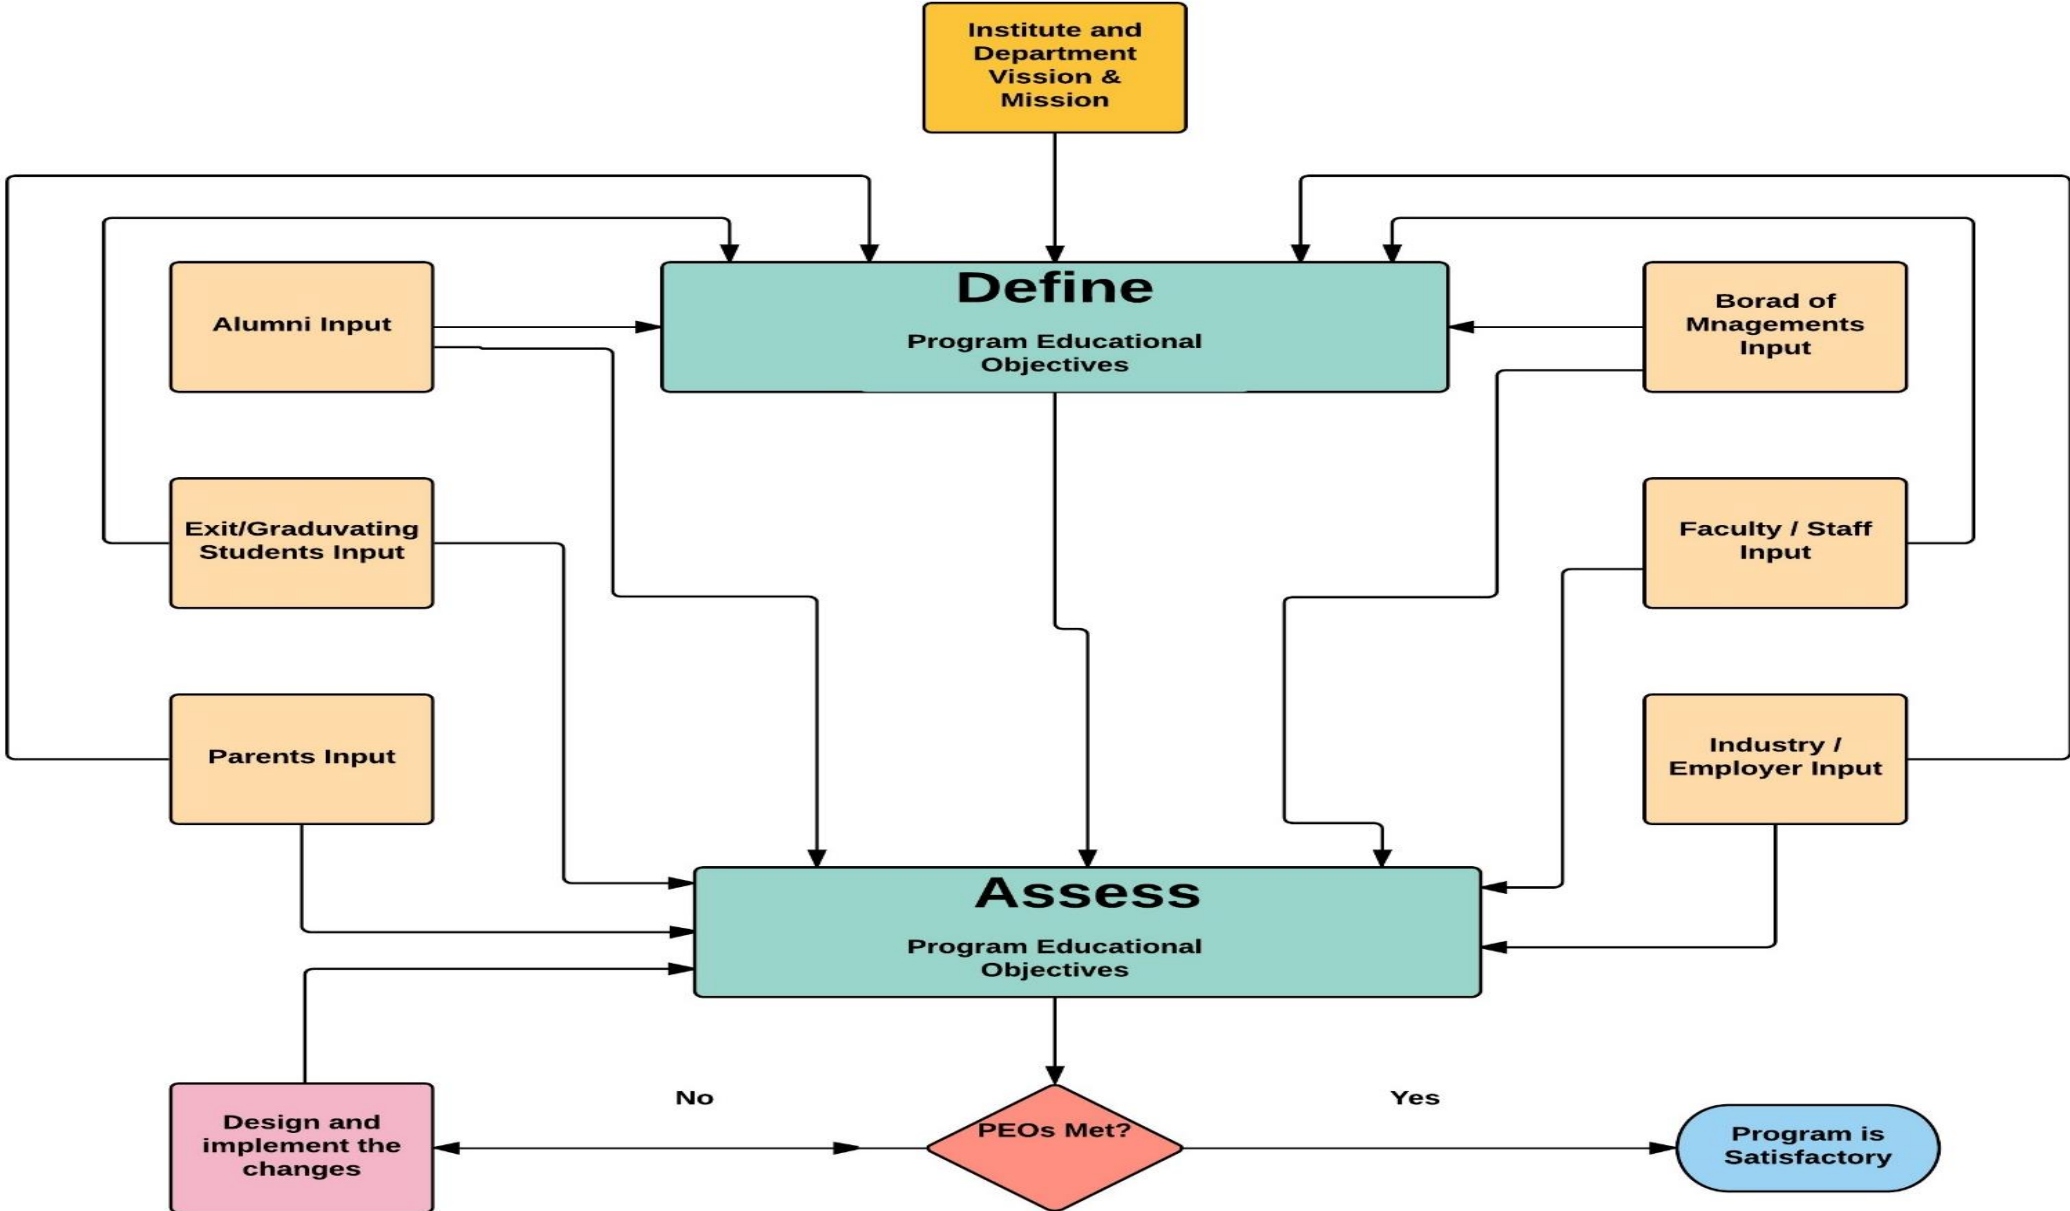 Institute and
Department
Vission &
Mission
Define
Program Educational
Objectives
Alumni Input
Borad of
Mnagements
Input
Exit/Graduvating
Students Input
Faculty / Staff
Input
Parents Input
Industry /
Employer Input
Assess
Program Educational
Objectives
No
Yes
Design and
implement the
changes
PEOs Met?
Program is
Satisfactory